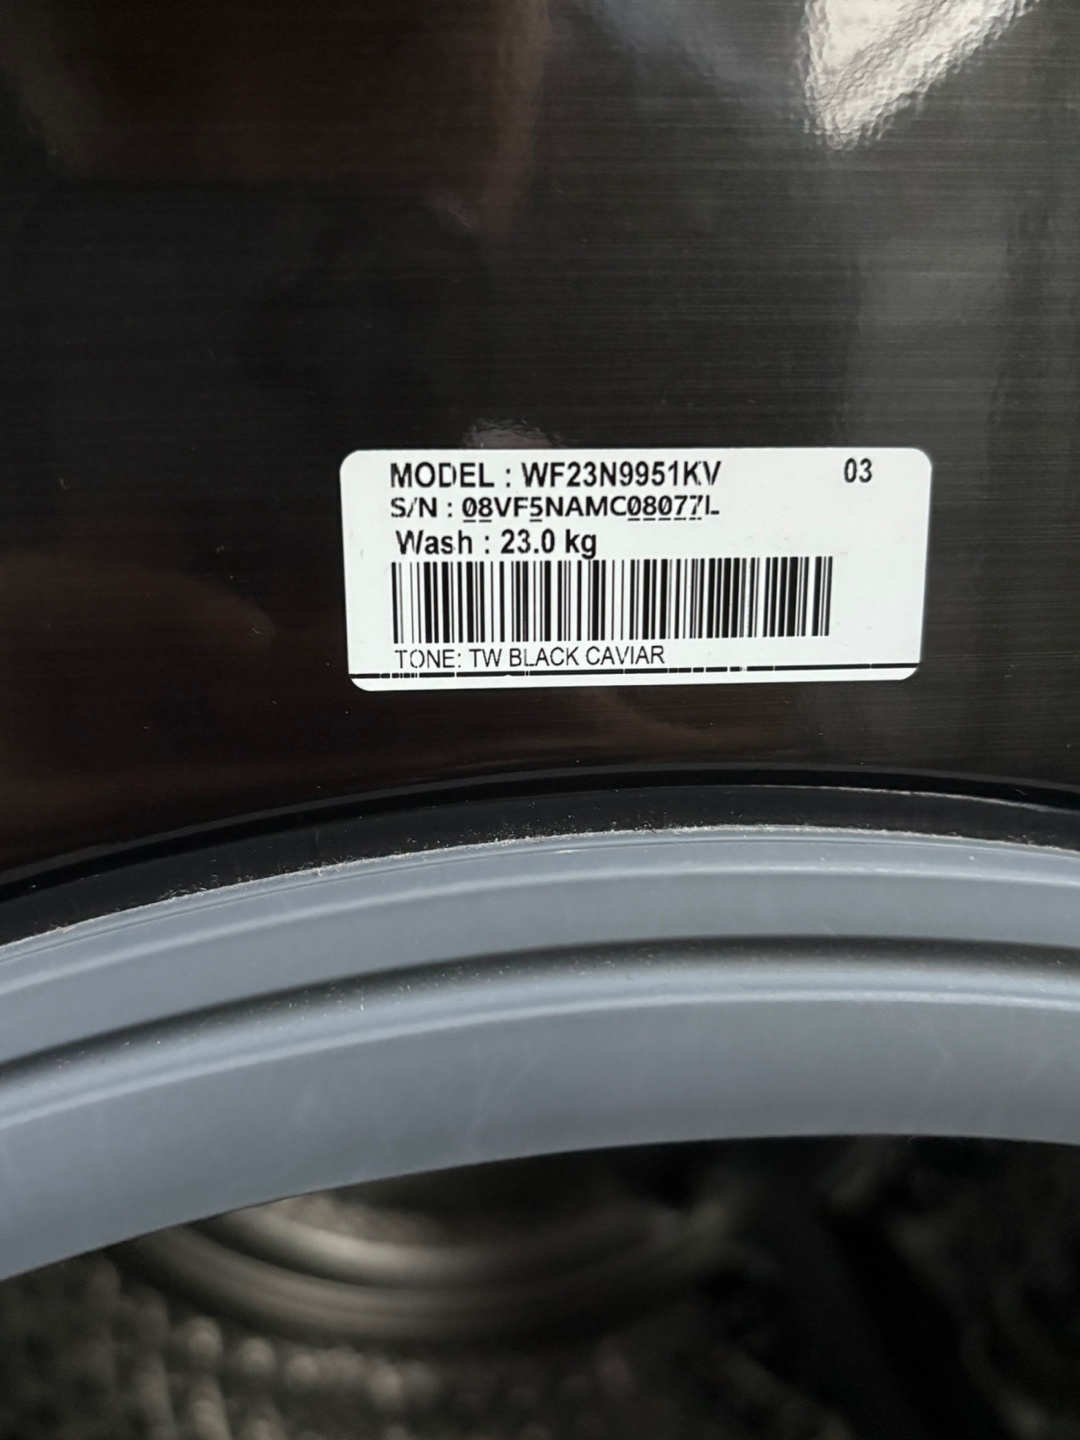 MODEL : WF23N9951KV 03
S/N : 08VF5NAMC08077L
Wash : 23.0 kg
TONE: TW BLACK CAVIAR